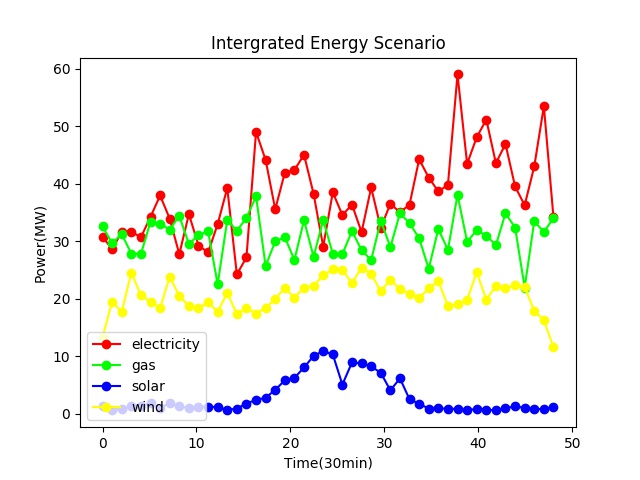 Intergrated Energy Scenario
Power(MW)
60
50
40
30
20
10
0
electricity
gas
solar
wind
0 10 20 30 40 50
Time(30min)